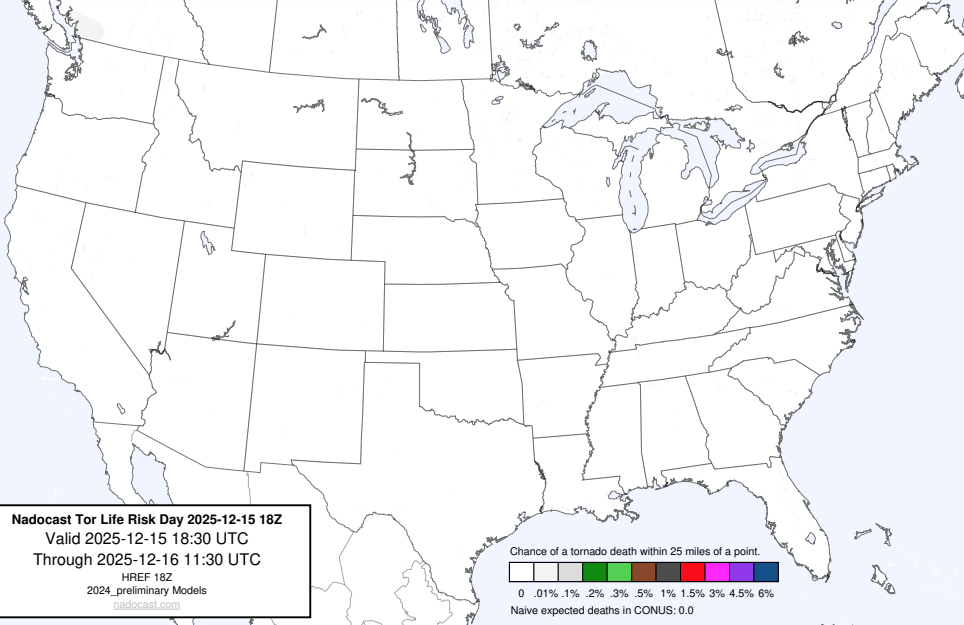 Nadocast Tor Life Risk Day 2025-12-15 18Z
Valid 2025-12-15 18:30 UTC
Through 2025-12-16 11:30 UTC
HREF 18Z
2024_preliminary Models
nadocast.com
Chance of a tornado death within 25 miles of a point.
0 .01% .1% .2% .3% .5% 1% 1.5% 3% 4.5% 6%
Naive expected deaths in CONUS: 0.0